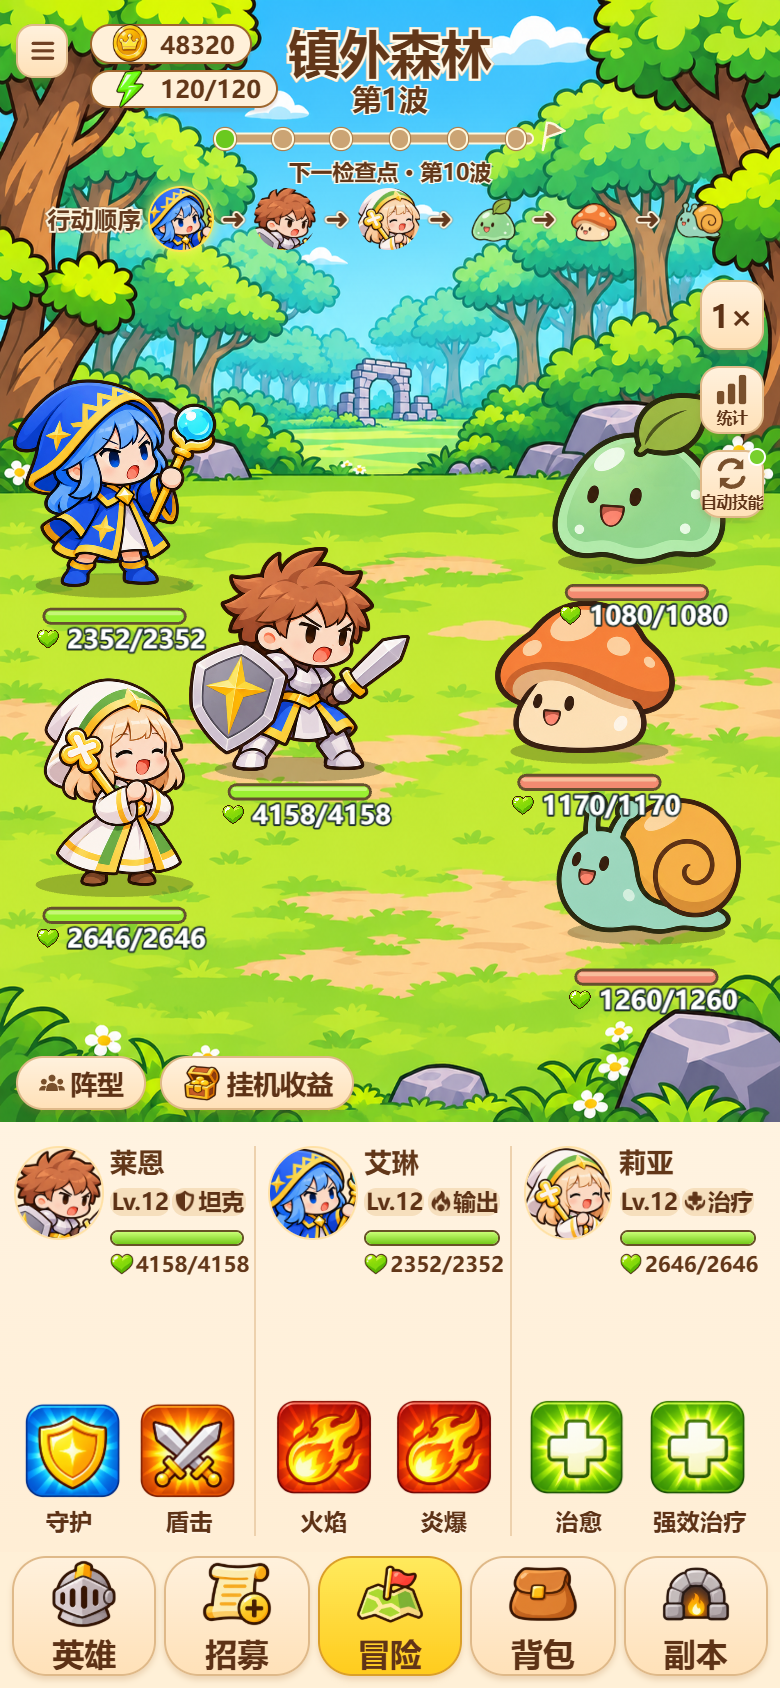 48320
120/120
镇外森林
第1波
下一检查点·第10波
行动顺序
1×
统计
自动技能
2352/2352
1080/1080
4158/4158
1170/1170
2646/2646
1260/1260
阵型
挂机收益
莱恩
Lv.12 坦克
4158/4158
艾琳
Lv.12 输出
2352/2352
莉亚
Lv.12 治疗
2646/2646
守护
盾击
火焰
炎爆
治愈
强效治疗
英雄
招募
冒险
背包
副本